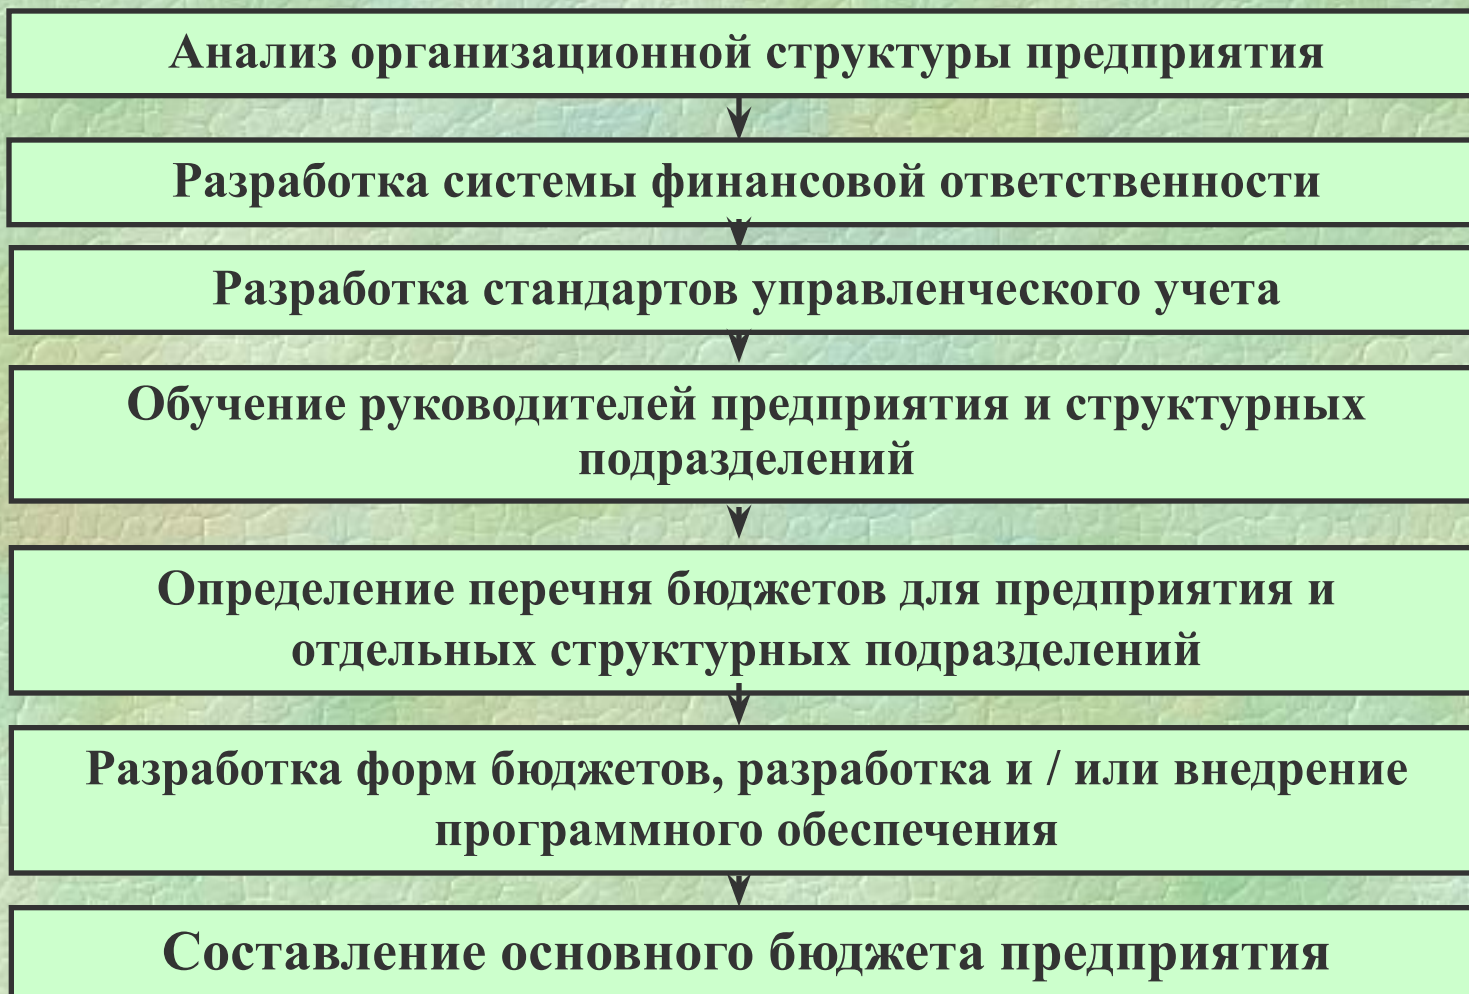 Анализ организационной структуры предприятия
Разработка системы финансовой ответственности
Разработка стандартов управленческого учета
Обучение руководителей предприятия и структурных
подразделений
Определение перечня бюджетов для предприятия и
отдельных структурных подразделений
Разработка форм бюджетов, разработка и / или внедрение
программного обеспечения
Составление основного бюджета предприятия